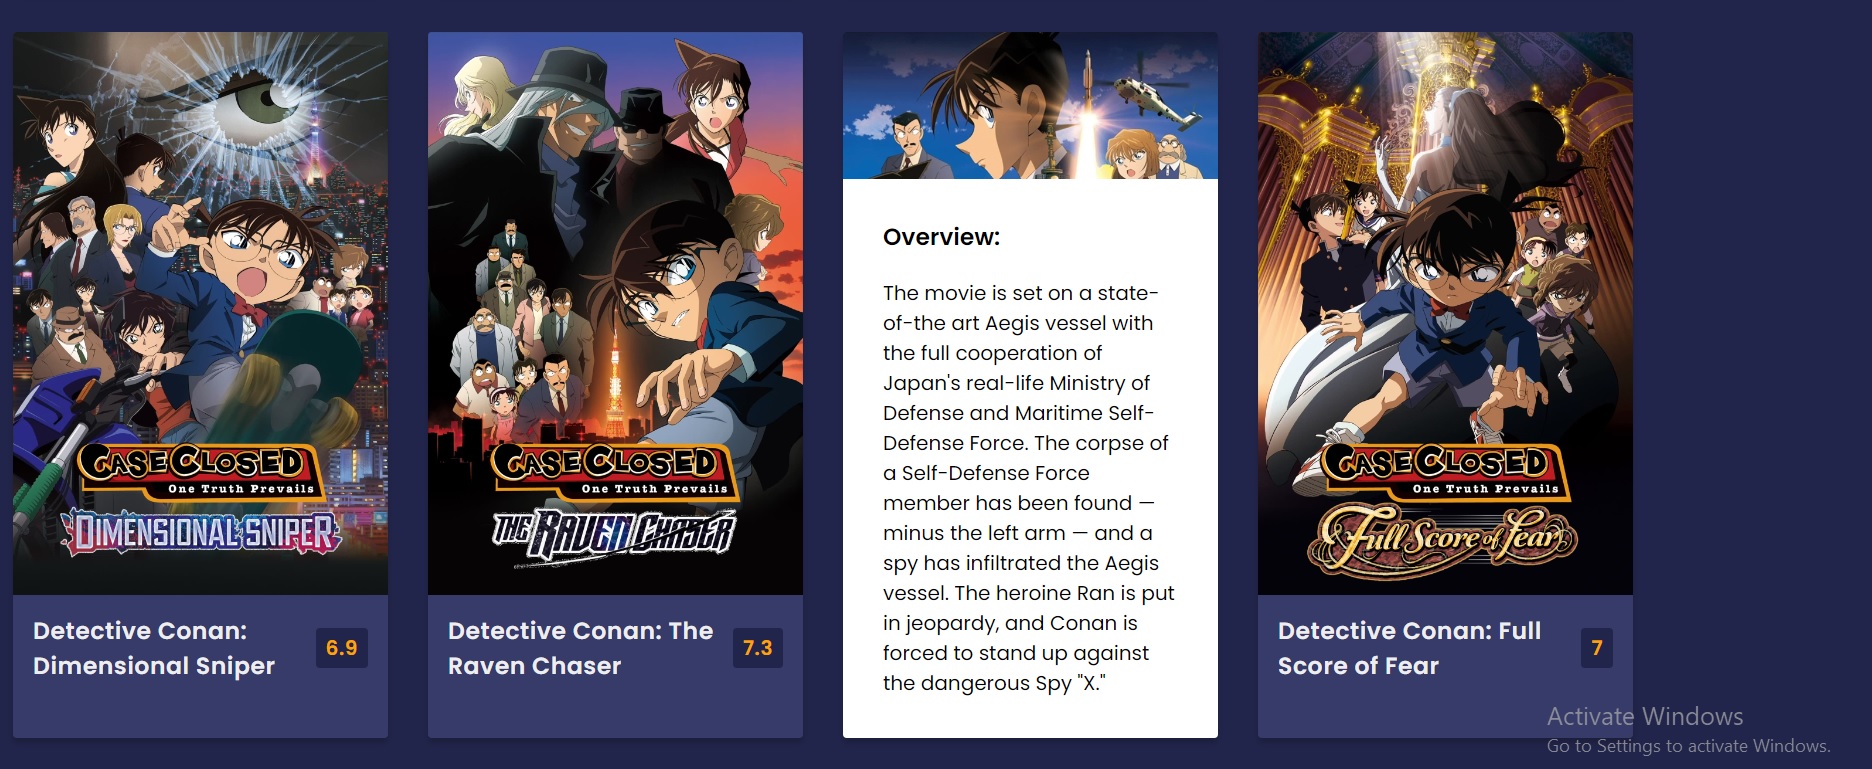 CASE CLOSED
One Truth Prevails
DIMENSIONAL SNIPER
Detective Conan:
Dimensional Sniper
6.9
CASE CLOSED
One Truth Prevails
THE RAVEN CHASER
Detective Conan: The
Raven Chaser
7.3
Overview:
The movie is set on a state-
of-the art Aegis vessel with
the full cooperation of
Japan's real-life Ministry of
Defense and Maritime Self-
Defense Force. The corpse of
a Self-Defense Force
member has been found —
minus the left arm — and a
spy has infiltrated the Aegis
vessel. The heroine Ran is put
in jeopardy, and Conan is
forced to stand up against
the dangerous Spy "X."
CASE CLOSED
One Truth Prevails
Full Score of Fear
Detective Conan: Full
Score of Fear
7
Activate Windows
Go to Settings to activate Windows.